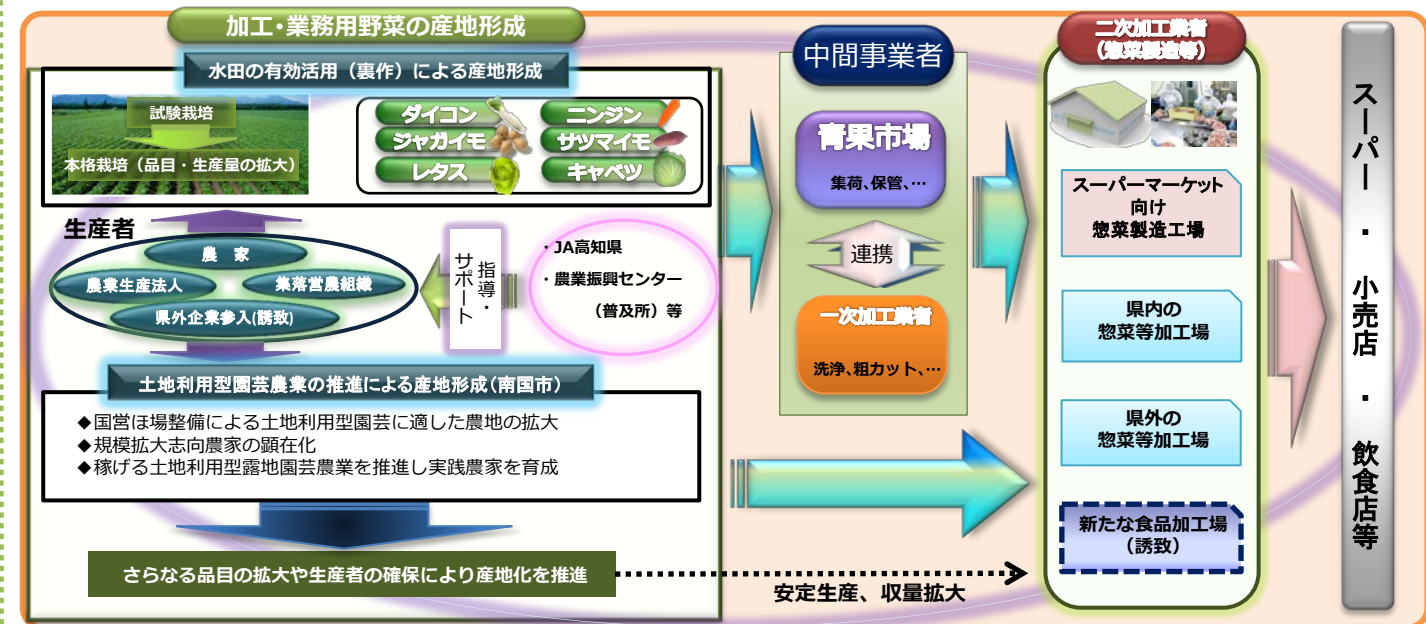 加工・業務用野菜の産地形成
水田の有効活用（裏作）による産地形成
試験栽培
本格栽培（品目・生産量の拡大）
ダイコン
ニンジン
ジャガイモ
サツマイモ
レタス
キャベツ
生産者
農　家
農業生産法人
集落営農組織
県外企業参入(誘致)
指導・
サポート
・JA高知県
・農業振興センター
（普及所）等
土地利用型園芸農業の推進による産地形成（南国市）
◆国営ほ場整備による土地利用型園芸に適した農地の拡大
◆規模拡大志向農家の顕在化
◆稼げる土地利用型露地園芸農業を推進し実践農家を育成
さらなる品目の拡大や生産者の確保により産地化を推進
安定生産、収量拡大
中間事業者
青果市場
集荷、保管、…
連携
一次加工業者
洗浄、粗カット、…
二次加工業者
（惣菜製造等）
スーパーマーケット
向け
惣菜製造工場
県内の
惣菜等加工場
県外の
惣菜等加工場
新たな食品加工場
（誘致）
スーパー・小売店・飲食店等